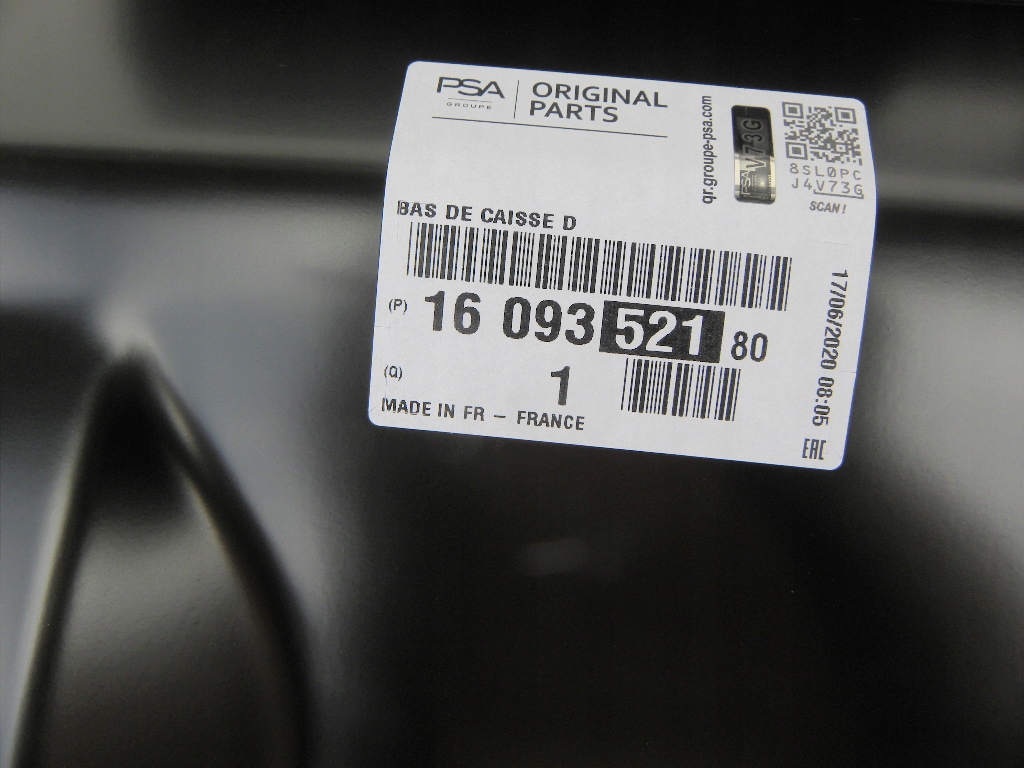 PSA
GROUPE
ORIGINAL
PARTS
qr.groupe-psa.com
V73G
8SL0PC
J4V73G
SCAN!
BAS DE CAISSE D
(P) 16 093 521 80
(Q) 1
MADE IN FR – FRANCE
17/06/2020 08:05
EAC